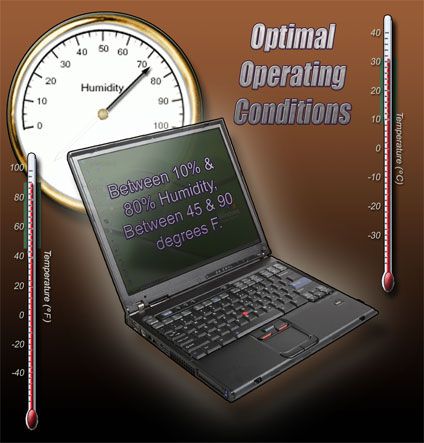 Optimal
Operating
Conditions
0
10
20
30
40
50
60
70
80
90
100
Humidity
40
30
20
10
0
-10
-20
-30
Temperature (°C)
Between 10% &
80% Humidity,
Between 45 & 90
degrees F.
100
80
60
40
20
0
-20
-40
Temperature (°F)